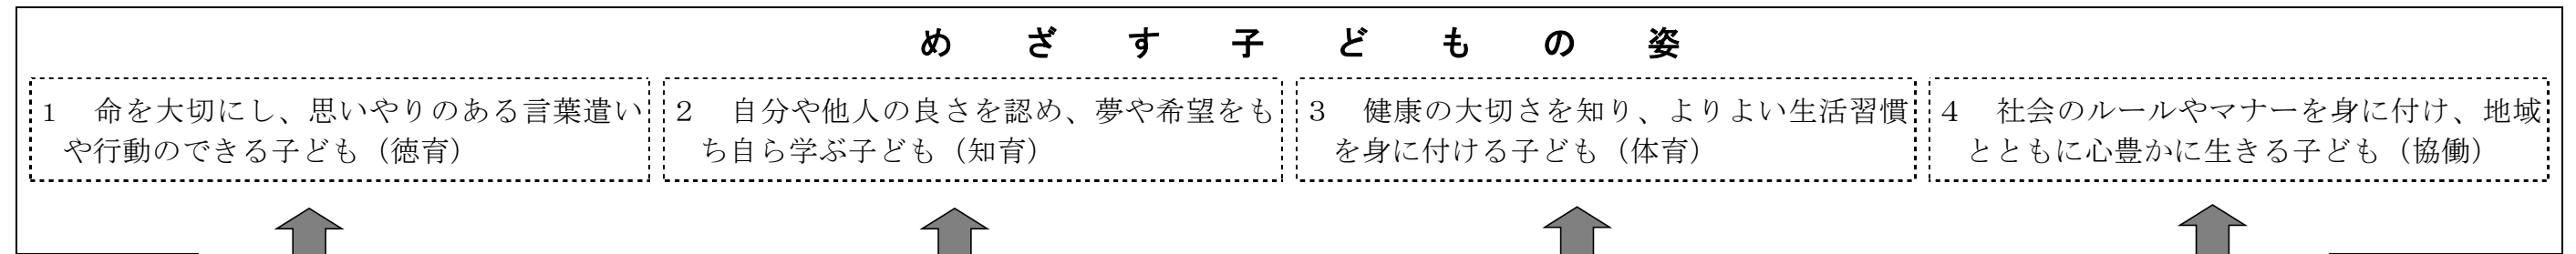 めざす子どもの姿
１　命を大切にし、思いやりのある言葉遣い
や行動のできる子ども（徳育）
２　自分や他人の良さを認め、夢や希望をも
ち自ら学ぶ子ども（知育）
３　健康の大切さを知り、よりよい生活習慣
を身に付ける子ども（体育）
４　社会のルールやマナーを身に付け、地域
とともに心豊かに生きる子ども（協働）